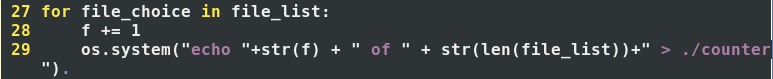 27 for file_choice in file_list:
28     f += 1
29     os.system("echo "+str(f) + " of " + str(len(file_list))+" > ./counter
").